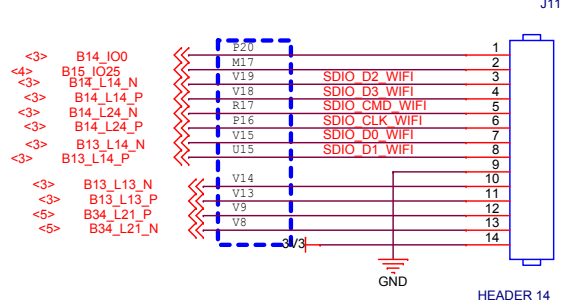 J11
<3> B14_IO0 P20 1
<4> B15_IO25 M17 2
<3> B14_L14_N V19 SDIO_D2_WIFI 3
<3> B14_L14_P V18 SDIO_D3_WIFI 4
<5> B14_L24_N R17 SDIO_CMD_WIFI 5
<3> B14_L24_P P16 SDIO_CLK_WIFI 6
<3> B13_L14_N V15 SDIO_D0_WIFI 7
<3> B13_L14_P U15 SDIO_D1_WIFI 8
9
<3> B13_L13_N V14 10
<3> B13_L13_P V13 11
<5> B34_L21_P V9 12
<5> B34_L21_N V8 13
3V3 14
GND
HEADER 14